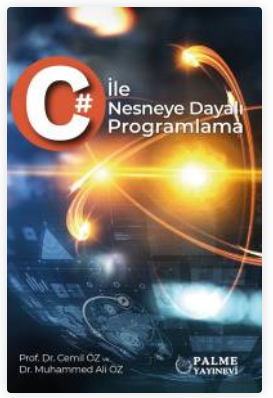 C# İle
Nesneye Dayalı
Programlama
Prof. Dr. Cemil ÖZ ve
Dr. Muhammed Ali ÖZ
PALME
YAYINEVİ